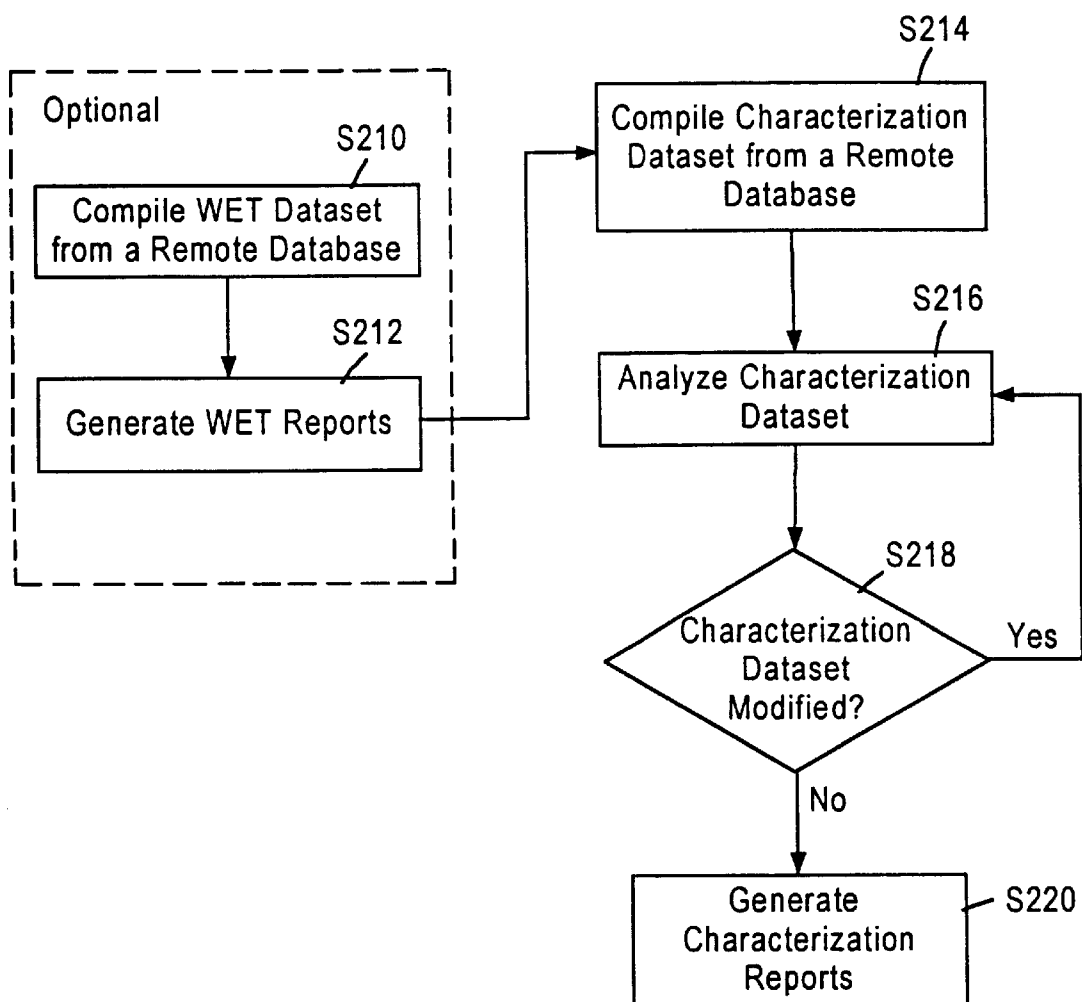 Optional
S210
Compile WET Dataset
from a Remote Database
S212
Generate WET Reports
S214
Compile Characterization
Dataset from a Remote
Database
S216
Analyze Characterization
Dataset
S218
Characterization
Dataset
Modified?
Yes
No
S220
Generate
Characterization
Reports